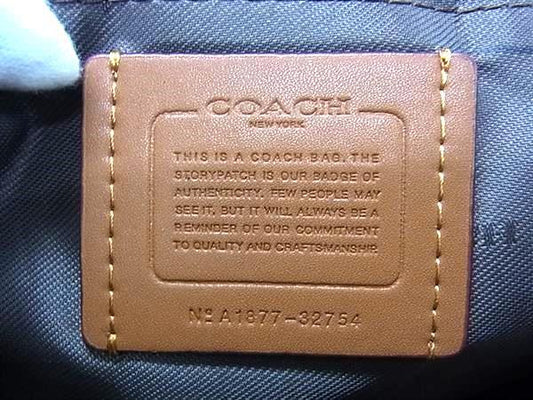 COACH
NEW YORK
THIS IS A COACH BAG. THE
STORYPATCH IS OUR BADGE OF
AUTHENTICITY. FEW PEOPLE MAY
SEE IT, BUT IT WILL ALWAYS BE A
REMINDER OF OUR COMMITMENT
TO QUALITY AND CRAFTSMANSHIP.
Nº A1877-32754